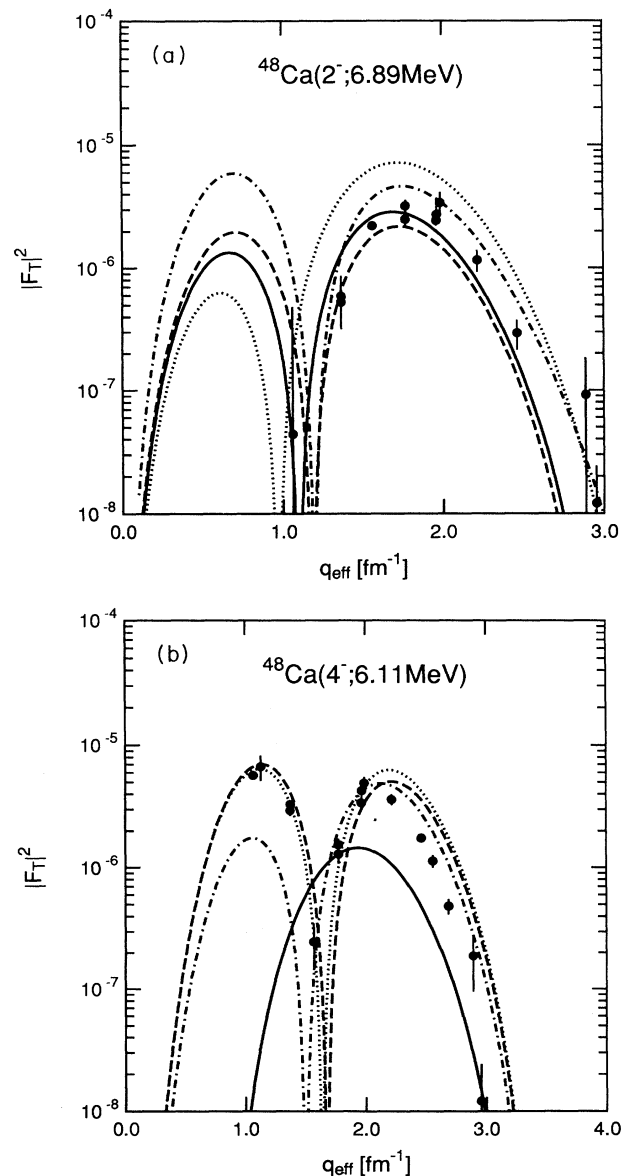 (a)
⁴⁸Ca(2⁻;6.89MeV)
10⁻⁴
10⁻⁵
10⁻⁶
10⁻⁷
10⁻⁸
|F_T|²
0.0 1.0 2.0 3.0
q_eff [fm⁻¹]
(b)
⁴⁸Ca(4⁻;6.11MeV)
10⁻⁴
10⁻⁵
10⁻⁶
10⁻⁷
10⁻⁸
|F_T|²
0.0 1.0 2.0 3.0 4.0
q_eff [fm⁻¹]